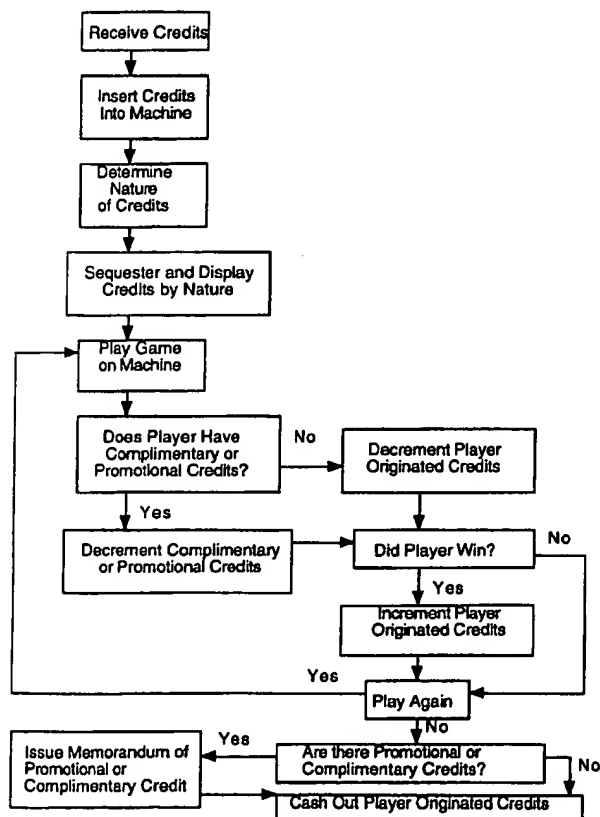 Receive Credits
Insert Credits
Into Machine
Determine
Nature
of Credits
Sequester and Display
Credits by Nature
Play Game
on Machine
Does Player Have
Complimentary or
Promotional Credits?
No
Decrement Player
Originated Credits
Yes
Decrement Complimentary
or Promotional Credits
Did Player Win?
No
Yes
Increment Player
Originated Credits
Yes
Play Again
No
Issue Memorandum of
Promotional or
Complimentary Credit
Yes
Are there Promotional or
Complimentary Credits?
No
Cash Out Player Originated Credits